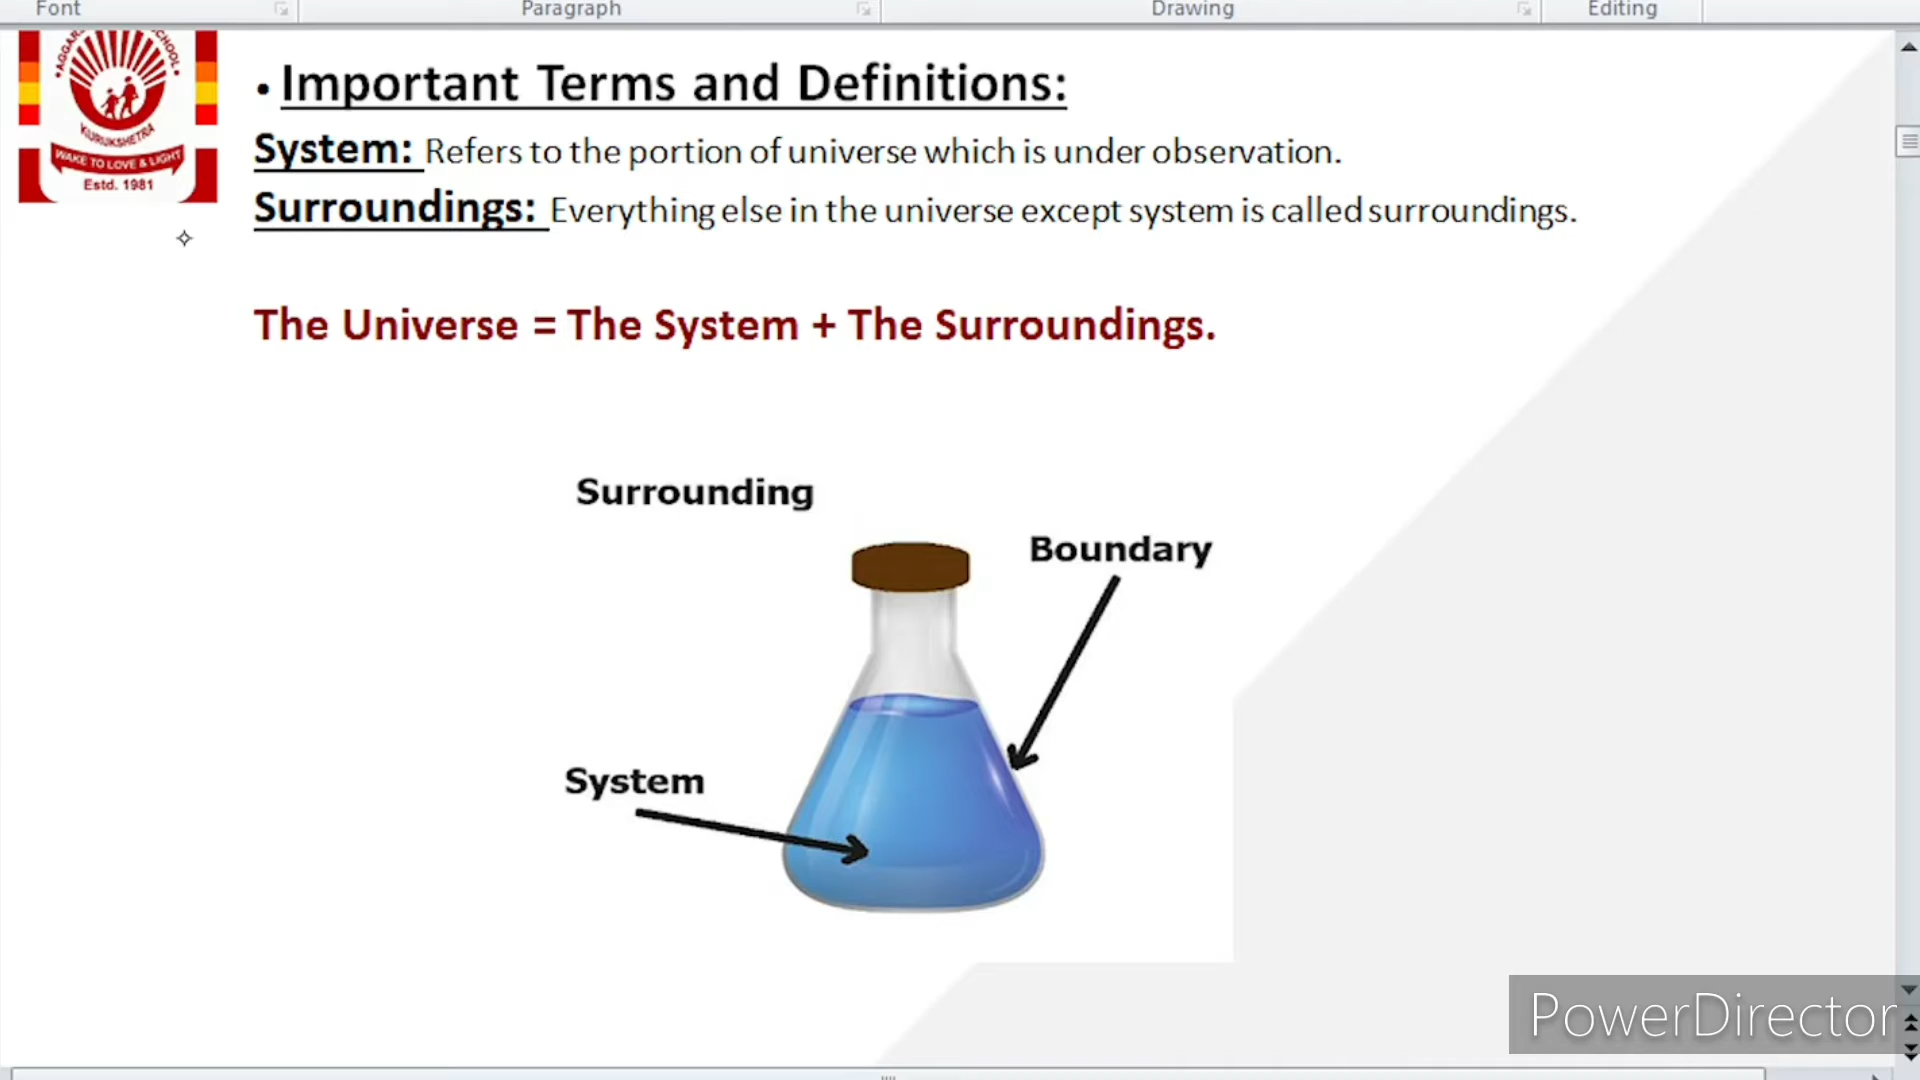 Font Paragraph Drawing Editing
KURUKSHETRA
WAKE TO LOVE & LIGHT
Estd. 1981
• Important Terms and Definitions:
System: Refers to the portion of universe which is under observation.
Surroundings: Everything else in the universe except system is called surroundings.
The Universe = The System + The Surroundings.
Surrounding
Boundary
System
PowerDirector